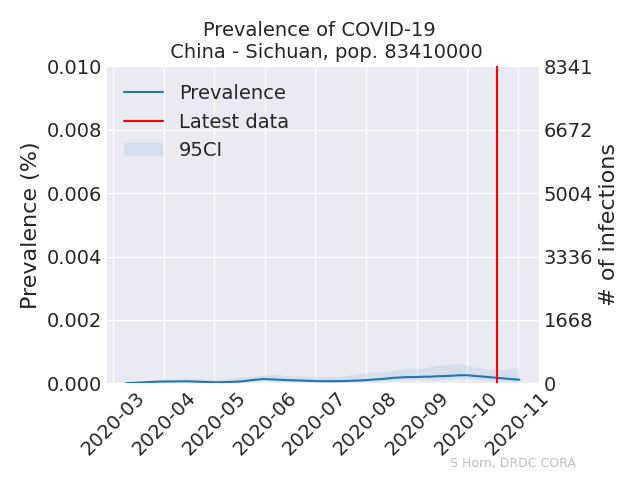 Prevalence of COVID-19
China - Sichuan, pop. 83410000
0.010
0.008
0.006
0.004
0.002
0.000
Prevalence (%)
Prevalence
Latest data
95CI
8341
6672
5004
3336
1668
0
# of infections
2020-03
2020-04
2020-05
2020-06
2020-07
2020-08
2020-09
2020-10
2020-11
S Horn, DRDC CORA